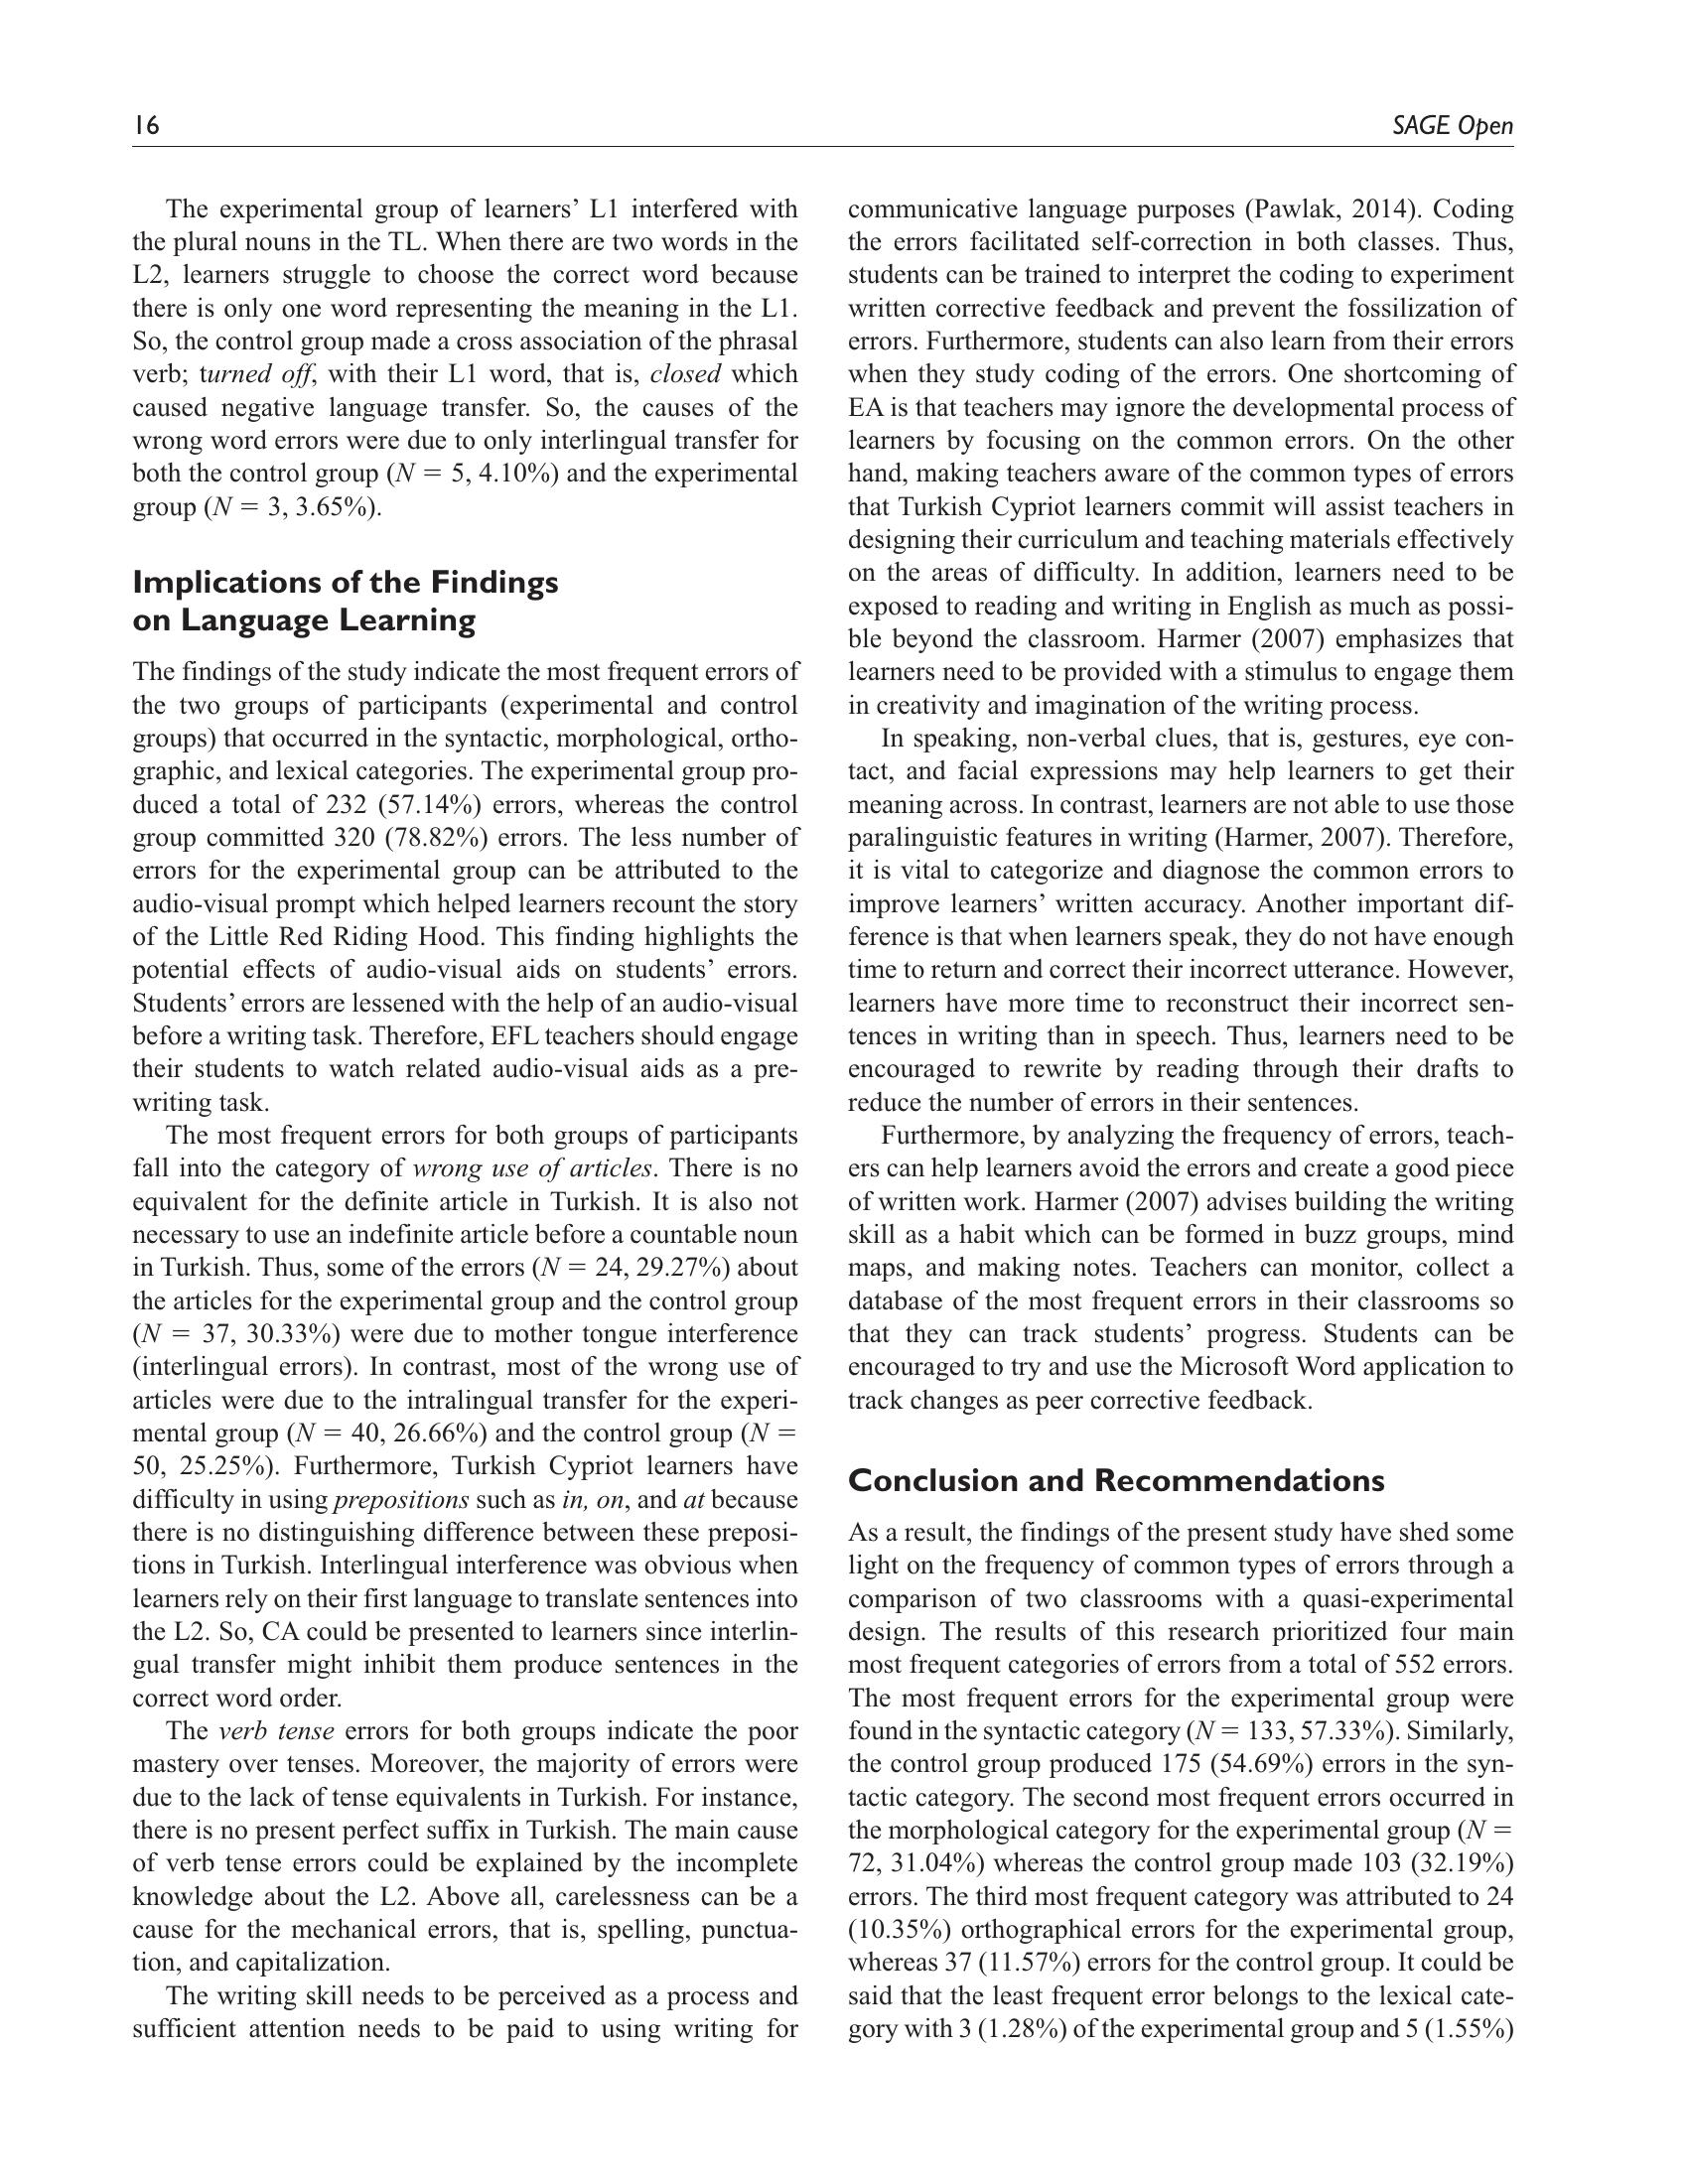 16
SAGE Open
The experimental group of learners’ L1 interfered with
the plural nouns in the TL. When there are two words in the
L2, learners struggle to choose the correct word because
there is only one word representing the meaning in the L1.
So, the control group made a cross association of the phrasal
verb; turned off, with their L1 word, that is, closed which
caused negative language transfer. So, the causes of the
wrong word errors were due to only interlingual transfer for
both the control group (N = 5, 4.10%) and the experimental
group (N = 3, 3.65%).
Implications of the Findings
on Language Learning
The findings of the study indicate the most frequent errors of
the two groups of participants (experimental and control
groups) that occurred in the syntactic, morphological, ortho-
graphic, and lexical categories. The experimental group pro-
duced a total of 232 (57.14%) errors, whereas the control
group committed 320 (78.82%) errors. The less number of
errors for the experimental group can be attributed to the
audio-visual prompt which helped learners recount the story
of the Little Red Riding Hood. This finding highlights the
potential effects of audio-visual aids on students’ errors.
Students’ errors are lessened with the help of an audio-visual
before a writing task. Therefore, EFL teachers should engage
their students to watch related audio-visual aids as a pre-
writing task.
The most frequent errors for both groups of participants
fall into the category of wrong use of articles. There is no
equivalent for the definite article in Turkish. It is also not
necessary to use an indefinite article before a countable noun
in Turkish. Thus, some of the errors (N = 24, 29.27%) about
the articles for the experimental group and the control group
(N = 37, 30.33%) were due to mother tongue interference
(interlingual errors). In contrast, most of the wrong use of
articles were due to the intralingual transfer for the experi-
mental group (N = 40, 26.66%) and the control group (N =
50, 25.25%). Furthermore, Turkish Cypriot learners have
difficulty in using prepositions such as in, on, and at because
there is no distinguishing difference between these preposi-
tions in Turkish. Interlingual interference was obvious when
learners rely on their first language to translate sentences into
the L2. So, CA could be presented to learners since interlin-
gual transfer might inhibit them produce sentences in the
correct word order.
The verb tense errors for both groups indicate the poor
mastery over tenses. Moreover, the majority of errors were
due to the lack of tense equivalents in Turkish. For instance,
there is no present perfect suffix in Turkish. The main cause
of verb tense errors could be explained by the incomplete
knowledge about the L2. Above all, carelessness can be a
cause for the mechanical errors, that is, spelling, punctua-
tion, and capitalization.
The writing skill needs to be perceived as a process and
sufficient attention needs to be paid to using writing for
communicative language purposes (Pawlak, 2014). Coding
the errors facilitated self-correction in both classes. Thus,
students can be trained to interpret the coding to experiment
written corrective feedback and prevent the fossilization of
errors. Furthermore, students can also learn from their errors
when they study coding of the errors. One shortcoming of
EA is that teachers may ignore the developmental process of
learners by focusing on the common errors. On the other
hand, making teachers aware of the common types of errors
that Turkish Cypriot learners commit will assist teachers in
designing their curriculum and teaching materials effectively
on the areas of difficulty. In addition, learners need to be
exposed to reading and writing in English as much as possi-
ble beyond the classroom. Harmer (2007) emphasizes that
learners need to be provided with a stimulus to engage them
in creativity and imagination of the writing process.
In speaking, non-verbal clues, that is, gestures, eye con-
tact, and facial expressions may help learners to get their
meaning across. In contrast, learners are not able to use those
paralinguistic features in writing (Harmer, 2007). Therefore,
it is vital to categorize and diagnose the common errors to
improve learners’ written accuracy. Another important dif-
ference is that when learners speak, they do not have enough
time to return and correct their incorrect utterance. However,
learners have more time to reconstruct their incorrect sen-
tences in writing than in speech. Thus, learners need to be
encouraged to rewrite by reading through their drafts to
reduce the number of errors in their sentences.
Furthermore, by analyzing the frequency of errors, teach-
ers can help learners avoid the errors and create a good piece
of written work. Harmer (2007) advises building the writing
skill as a habit which can be formed in buzz groups, mind
maps, and making notes. Teachers can monitor, collect a
database of the most frequent errors in their classrooms so
that they can track students’ progress. Students can be
encouraged to try and use the Microsoft Word application to
track changes as peer corrective feedback.
Conclusion and Recommendations
As a result, the findings of the present study have shed some
light on the frequency of common types of errors through a
comparison of two classrooms with a quasi-experimental
design. The results of this research prioritized four main
most frequent categories of errors from a total of 552 errors.
The most frequent errors for the experimental group were
found in the syntactic category (N = 133, 57.33%). Similarly,
the control group produced 175 (54.69%) errors in the syn-
tactic category. The second most frequent errors occurred in
the morphological category for the experimental group (N =
72, 31.04%) whereas the control group made 103 (32.19%)
errors. The third most frequent category was attributed to 24
(10.35%) orthographical errors for the experimental group,
whereas 37 (11.57%) errors for the control group. It could be
said that the least frequent error belongs to the lexical cate-
gory with 3 (1.28%) of the experimental group and 5 (1.55%)